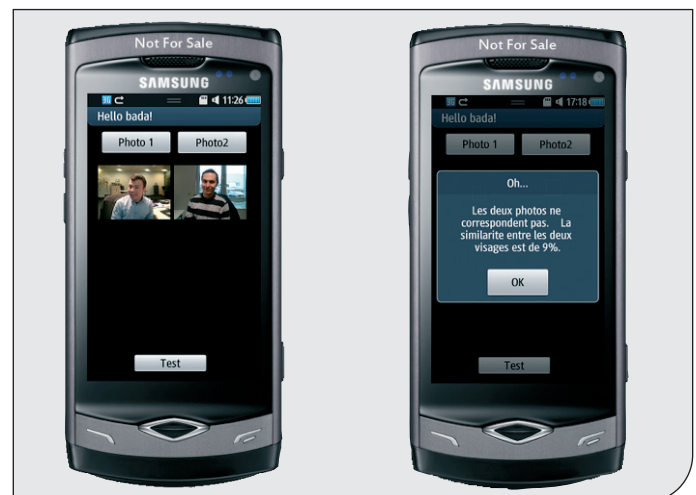 Not For Sale
SAMSUNG
11:26
Hello bada!
Photo 1 Photo2
Test
Not For Sale
SAMSUNG
17:18
Hello bada!
Photo 1 Photo2
Oh...
Les deux photos ne
correspondent pas. La
similarite entre les deux
visages est de 9%.
OK
Test